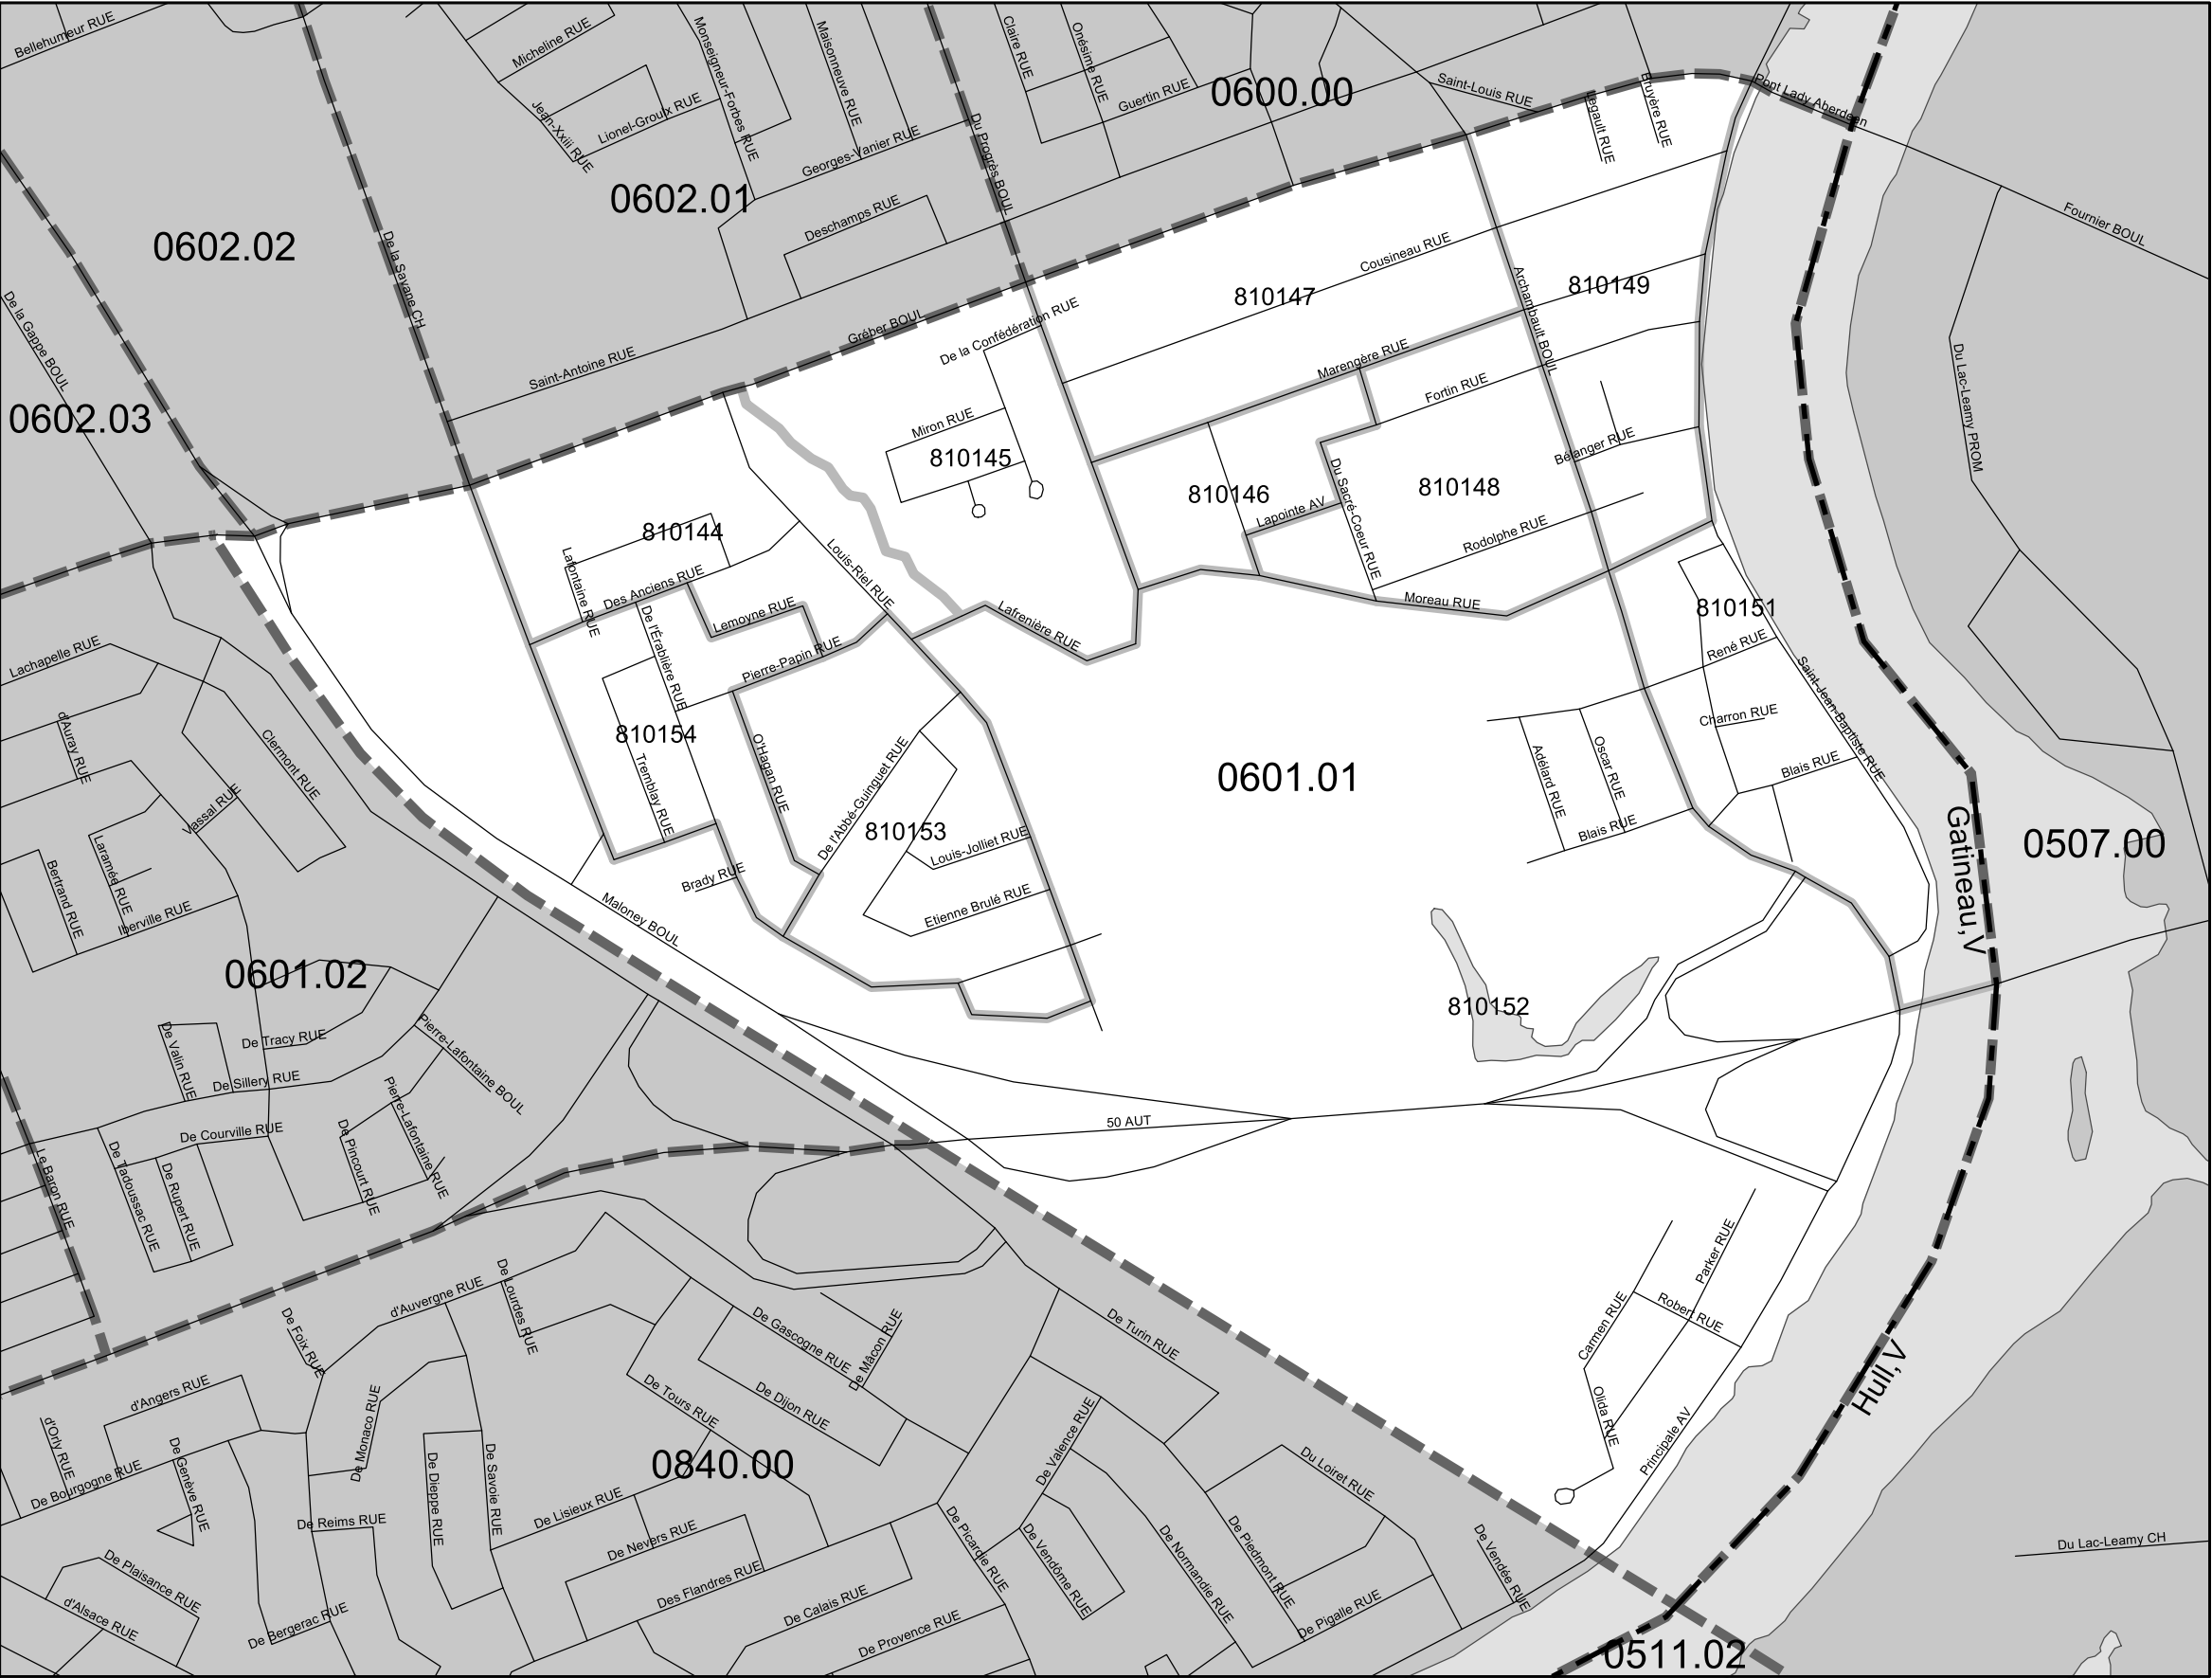 Bellehumeur RUE
Micheline RUE
Jean-Xxiii RUE
Lionel-Groulx RUE
Monseigneur-Forbes RUE
Maisonneuve RUE
Georges-Vanier RUE
Claire RUE
Onésime RUE
Guertin RUE
0600.00
Saint-Louis RUE
Legault RUE
Bruyère RUE
Pont Lady Aberdeen
Fournier BOUL
0602.01
0602.02
Deschamps RUE
Du Progrès BOUL
De la Savane CH
De la Gappe BOUL
0602.03
Saint-Antoine RUE
Gréber BOUL
De la Confédération RUE
Cousineau RUE
810147
810149
Archambault BOUL
Marengère RUE
Fortin RUE
Du Lac-Leamy PROM
Miron RUE
810145
810146
Lapointe AV
Du Sacré-Coeur RUE
810148
Bélanger RUE
Rodolphe RUE
Moreau RUE
810144
Lafontaine RUE
Des Anciens RUE
Louis-Riel RUE
Lemoyne RUE
De l'Érablière RUE
Pierre-Papin RUE
Lafrenière RUE
810151
René RUE
Saint-Jean-Baptiste RUE
Charron RUE
Blais RUE
Lachapelle RUE
d'Auray RUE
Clermont RUE
Vassal RUE
Laramée RUE
Bertrand RUE
Iberville RUE
810154
Tremblay RUE
O'Hagan RUE
De l'Abbé-Guinguet RUE
810153
Louis-Jolliet RUE
Etienne Brulé RUE
Brady RUE
Maloney BOUL
0601.01
Adélard RUE
Oscar RUE
Blais RUE
Gatineau,V
0507.00
0601.02
810152
De Valin RUE
De Tracy RUE
De Sillery RUE
Pierre-Lafontaine BOUL
Pierre-Lafontaine RUE
De Courville RUE
De Pincourt RUE
De Tadoussac RUE
De Rupert RUE
Le Baron RUE
50 AUT
Parker RUE
Robert RUE
Carmen RUE
Olida RUE
Principale AV
Hull,V
De Foix RUE
d'Auvergne RUE
De Lourdes RUE
De Gascogne RUE
De Mâcon RUE
De Turin RUE
De Tours RUE
De Dijon RUE
d'Angers RUE
d'Orly RUE
De Bourgogne RUE
De Genève RUE
De Monaco RUE
De Dieppe RUE
De Savoie RUE
0840.00
De Valence RUE
Du Loiret RUE
De Reims RUE
De Lisieux RUE
De Nevers RUE
De Picardie RUE
De Vendôme RUE
De Normandie RUE
De Piedmont RUE
De Vendée RUE
De Pigalle RUE
De Plaisance RUE
d'Alsace RUE
De Bergerac RUE
Des Flandres RUE
De Calais RUE
De Provence RUE
Du Lac-Leamy CH
0511.02